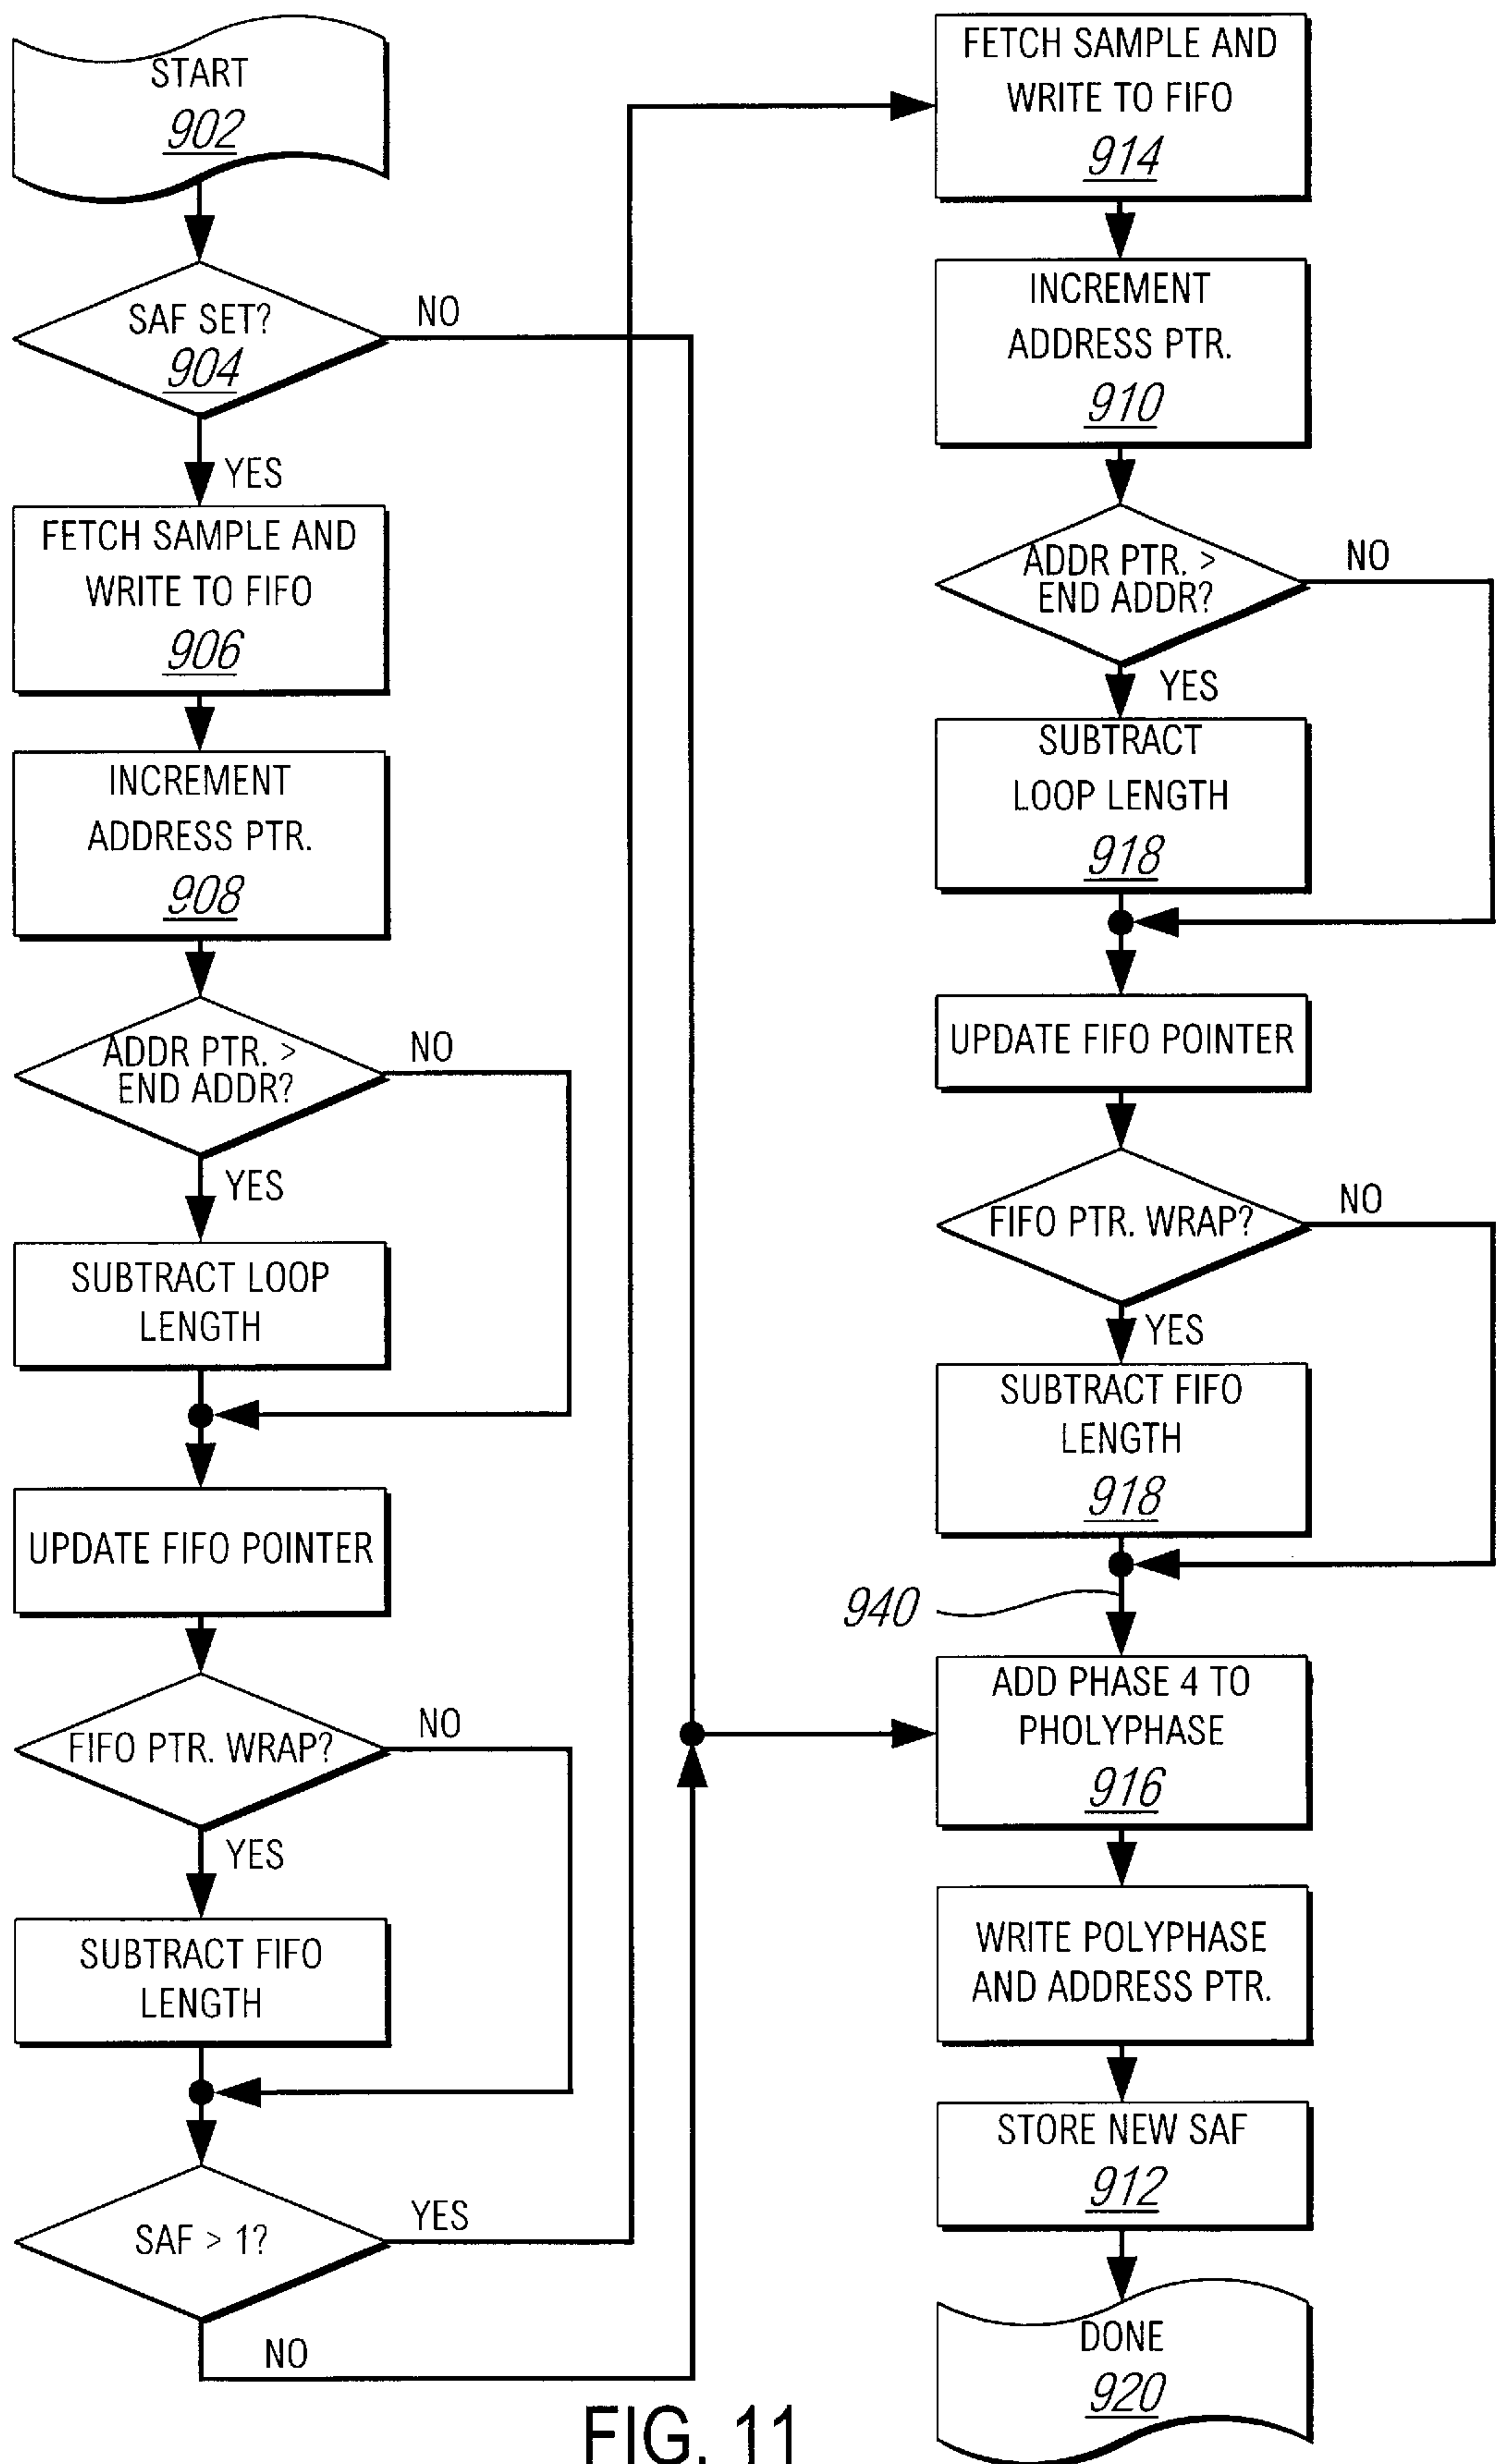 START
902
SAF SET?
904
NO
YES
FETCH SAMPLE AND
WRITE TO FIFO
906
INCREMENT
ADDRESS PTR.
908
ADDR PTR. >
END ADDR?
NO
YES
SUBTRACT LOOP
LENGTH
UPDATE FIFO POINTER
FIFO PTR. WRAP?
NO
YES
SUBTRACT FIFO
LENGTH
SAF > 1?
YES
NO
FETCH SAMPLE AND
WRITE TO FIFO
914
INCREMENT
ADDRESS PTR.
910
ADDR PTR. >
END ADDR?
NO
YES
SUBTRACT
LOOP LENGTH
918
UPDATE FIFO POINTER
FIFO PTR. WRAP?
NO
YES
SUBTRACT FIFO
LENGTH
918
940
ADD PHASE 4 TO
PHOLYPHASE
916
WRITE POLYPHASE
AND ADDRESS PTR.
STORE NEW SAF
912
DONE
920
FIG. 11